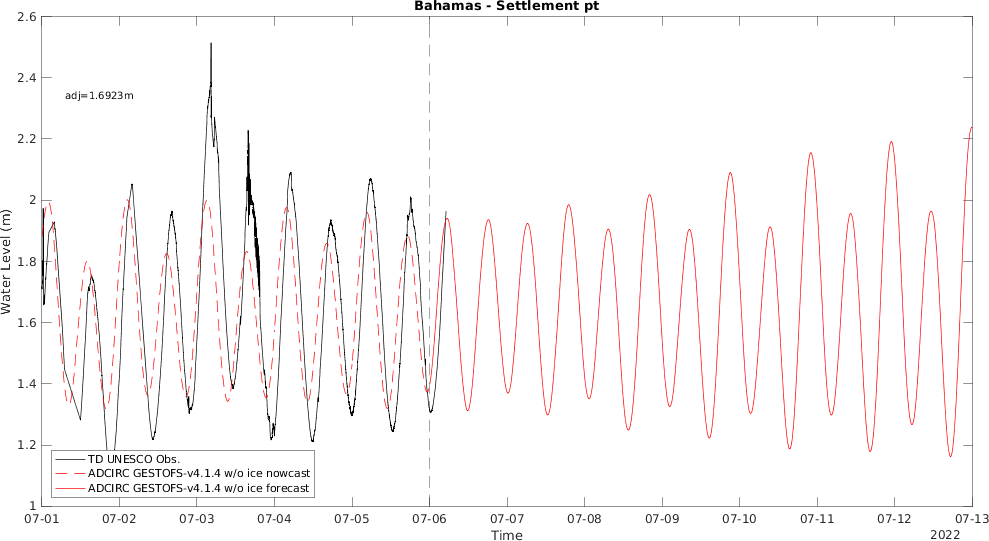 Bahamas - Settlement pt
2.6
2.4
adj=1.6923m
2.2
2
Water Level (m)
1.8
1.6
1.4
1.2
1
TD UNESCO Obs.
ADCIRC GESTOFS-v4.1.4 w/o ice nowcast
ADCIRC GESTOFS-v4.1.4 w/o ice forecast
07-01 07-02 07-03 07-04 07-05 07-06 07-07 07-08 07-09 07-10 07-11 07-12 07-13
Time
2022